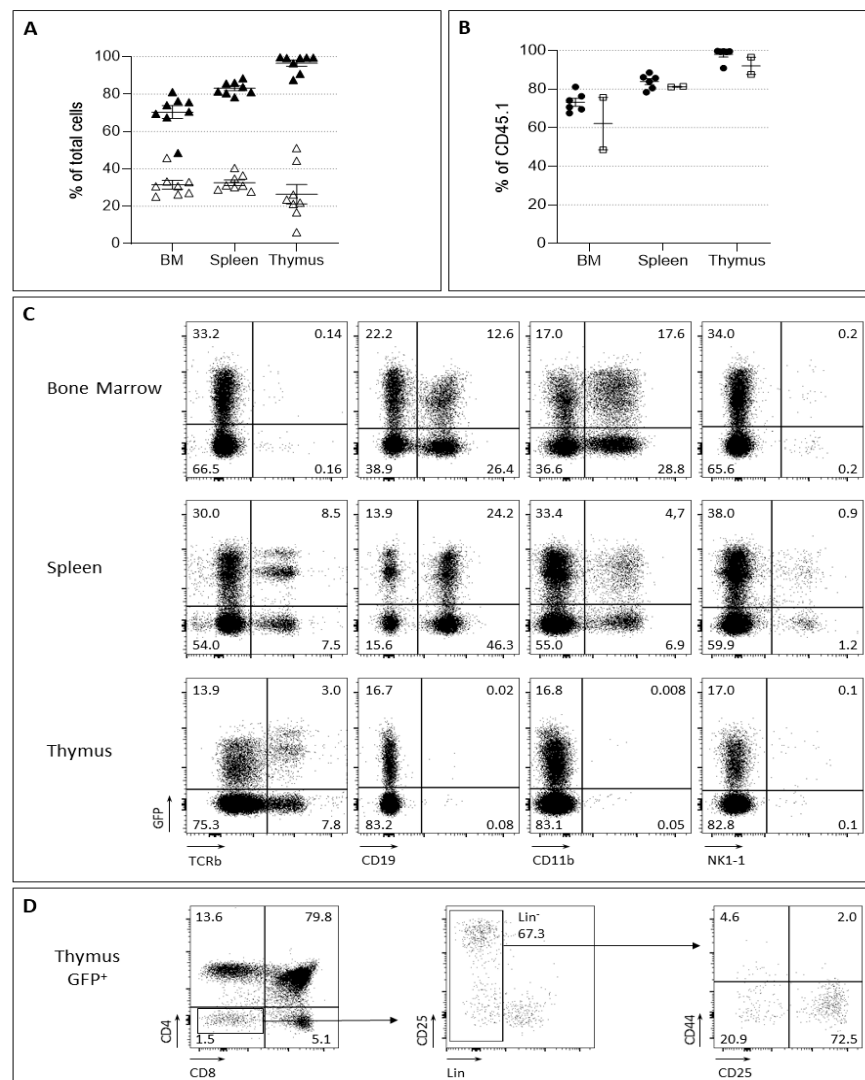 A
% of total cells
100
80
60
40
20
0
BM Spleen Thymus
B
% of CD45.1
100
80
60
40
20
0
BM Spleen Thymus
C
Bone Marrow
33.2 0.14
66.5 0.16
22.2 12.6
38.9 26.4
17.0 17.6
36.6 28.8
34.0 0.2
65.6 0.2
Spleen
30.0 8.5
54.0 7.5
13.9 24.2
15.6 46.3
33.4 4,7
55.0 6.9
38.0 0.9
59.9 1.2
Thymus
GFP
13.9 3.0
75.3 7.8
TCRb
16.7 0.02
83.2 0.08
CD19
16.8 0.008
83.1 0.05
CD11b
17.0 0.1
82.8 0.1
NK1-1
D
Thymus
GFP+
13.6 79.8
CD4
1.5 5.1
CD8
Lin-
67.3
CD25
Lin
4.6 2.0
CD44
20.9 72.5
CD25